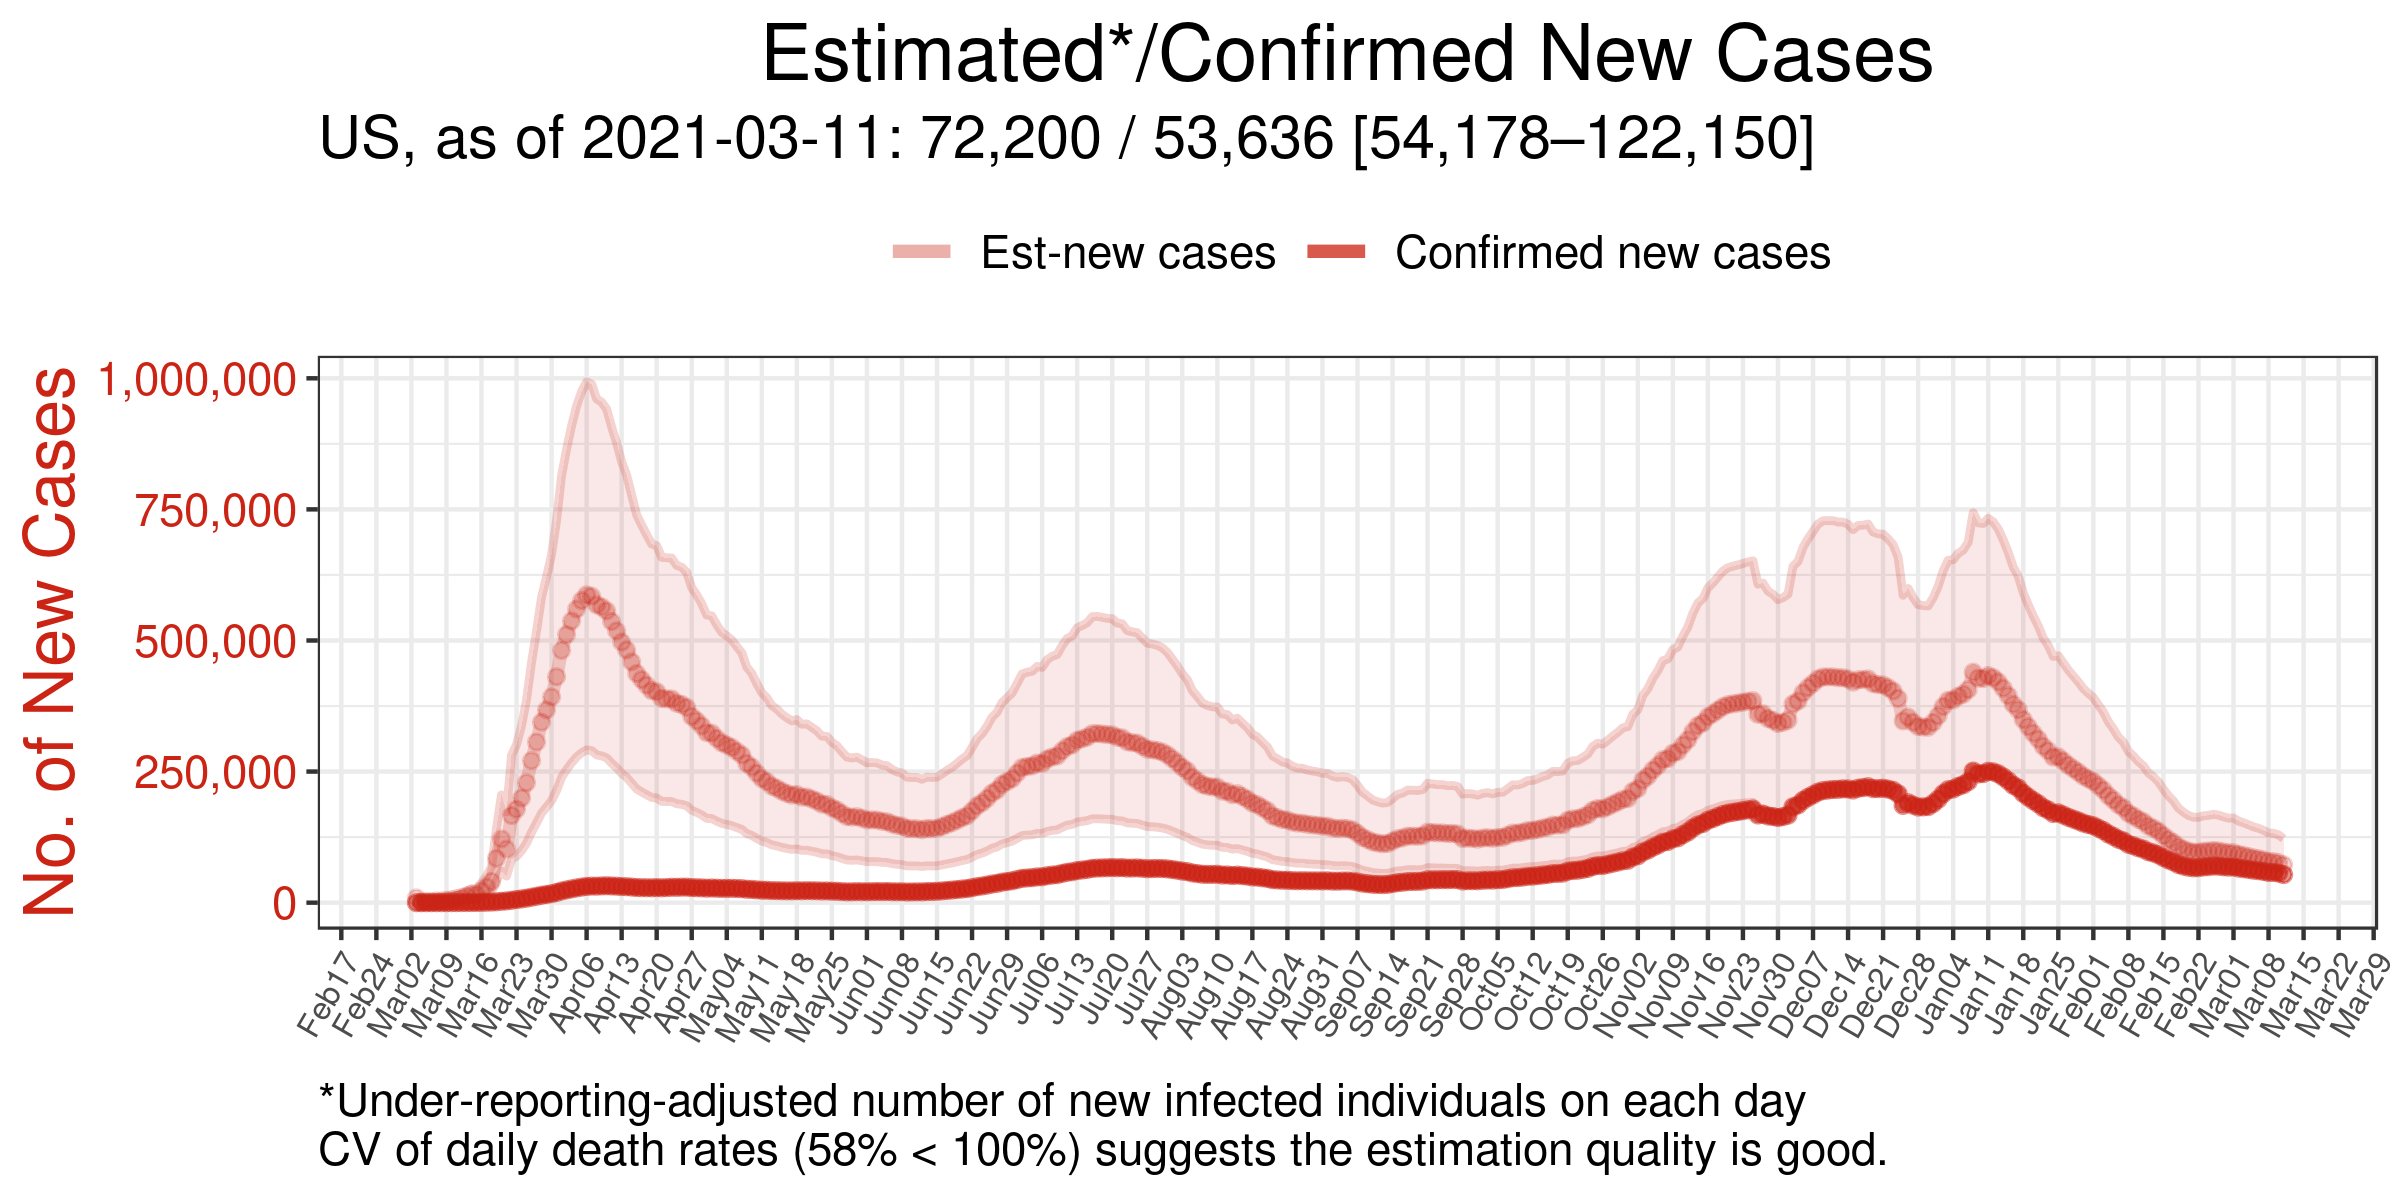 Estimated*/Confirmed New Cases
US, as of 2021-03-11: 72,200 / 53,636 [54,178–122,150]
Est-new cases
Confirmed new cases
No. of New Cases
1,000,000
750,000
500,000
250,000
0
Feb17
Feb24
Mar02
Mar09
Mar16
Mar23
Mar30
Apr06
Apr13
Apr20
Apr27
May04
May11
May18
May25
Jun01
Jun08
Jun15
Jun22
Jun29
Jul06
Jul13
Jul20
Jul27
Aug03
Aug10
Aug17
Aug24
Aug31
Sep07
Sep14
Sep21
Sep28
Oct05
Oct12
Oct19
Oct26
Nov02
Nov09
Nov16
Nov23
Nov30
Dec07
Dec14
Dec21
Dec28
Jan04
Jan11
Jan18
Jan25
Feb01
Feb08
Feb15
Feb22
Mar01
Mar08
Mar15
Mar22
Mar29
*Under-reporting-adjusted number of new infected individuals on each day
CV of daily death rates (58% < 100%) suggests the estimation quality is good.